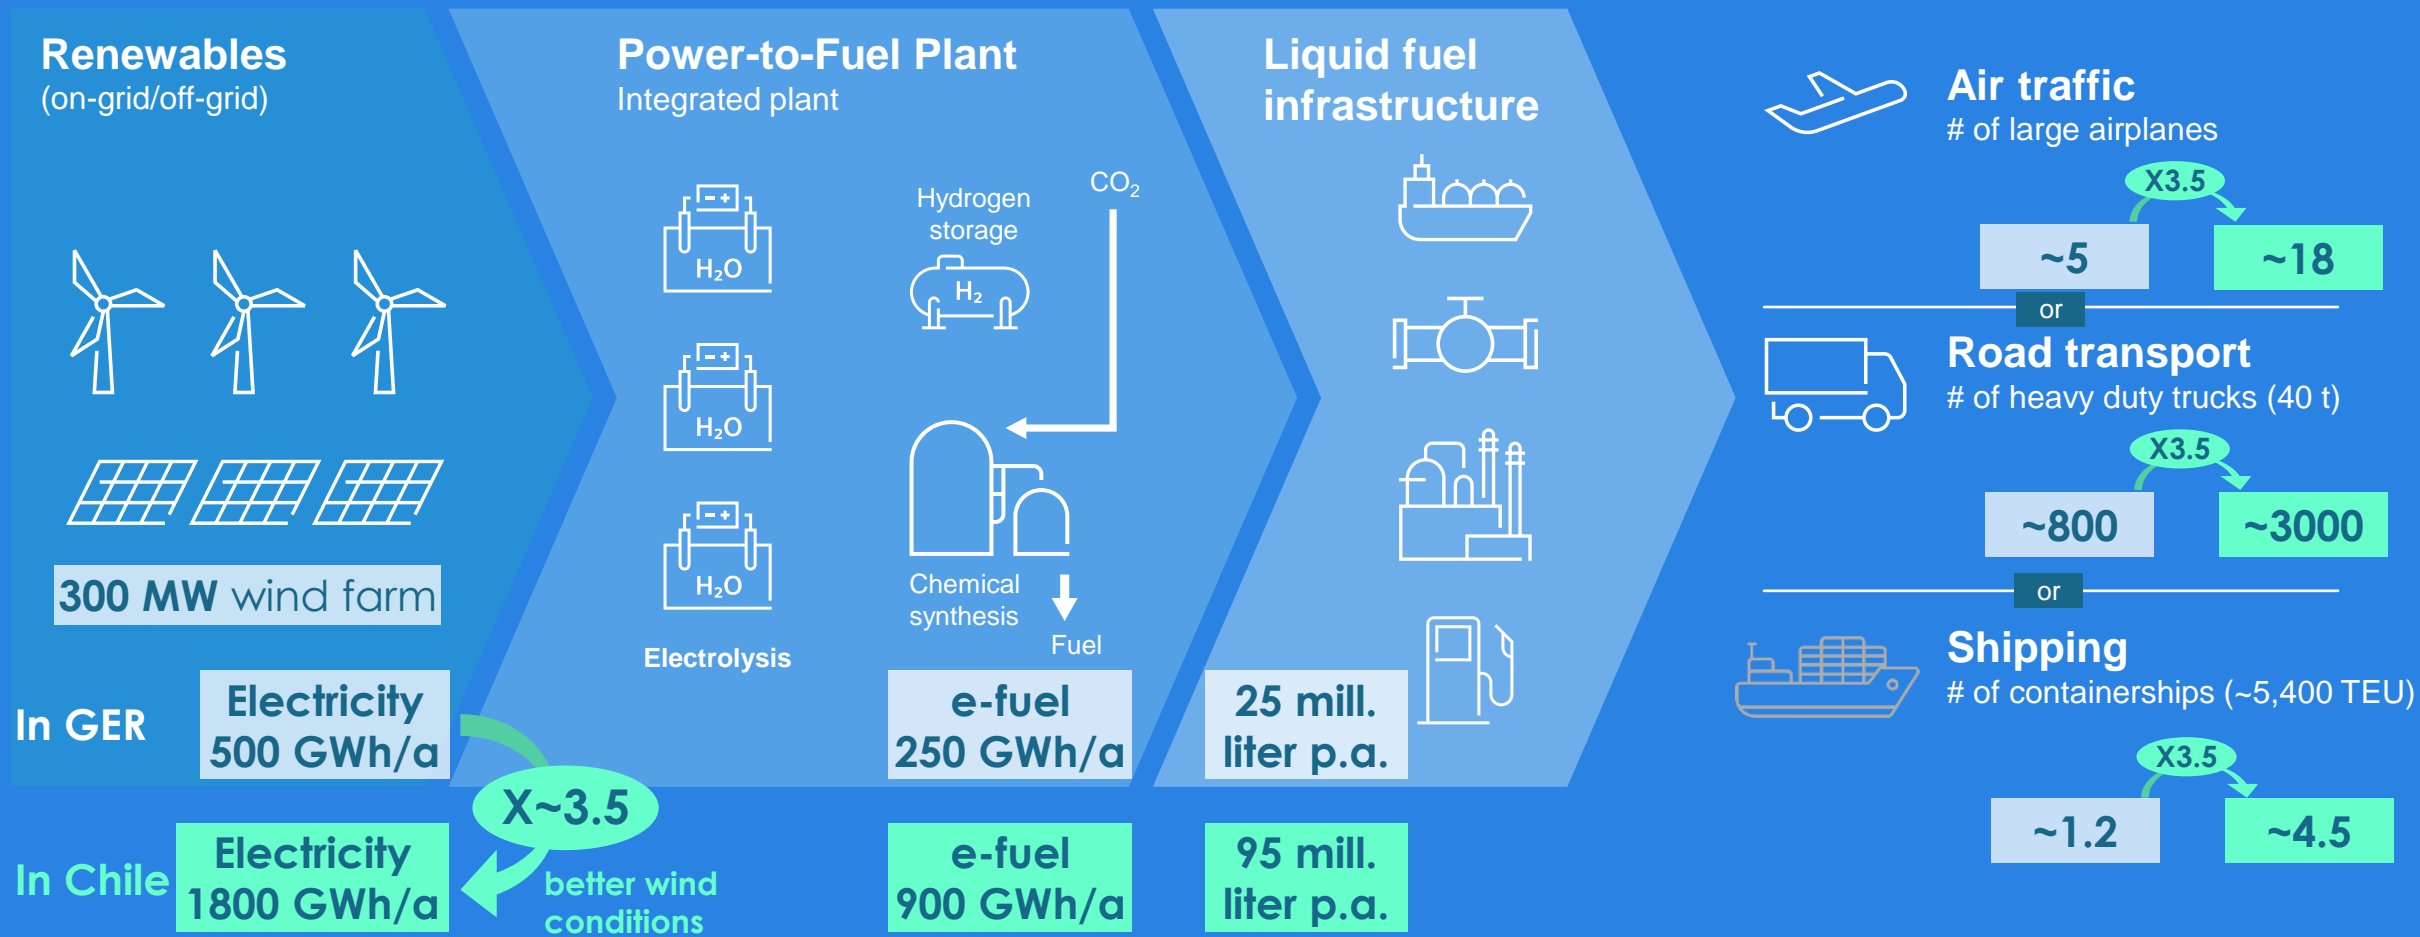 Renewables
(on-grid/off-grid)
300 MW wind farm
In GER
Electricity
500 GWh/a
X~3.5
better wind
conditions
In Chile
Electricity
1800 GWh/a
Power-to-Fuel Plant
Integrated plant
H₂O
H₂O
H₂O
Electrolysis
Hydrogen
storage
H₂
CO₂
Chemical
synthesis
Fuel
e-fuel
250 GWh/a
e-fuel
900 GWh/a
Liquid fuel
infrastructure
25 mill.
liter p.a.
95 mill.
liter p.a.
Air traffic
# of large airplanes
X3.5
~5
~18
or
Road transport
# of heavy duty trucks (40 t)
X3.5
~800
~3000
or
Shipping
# of containerships (~5,400 TEU)
X3.5
~1.2
~4.5